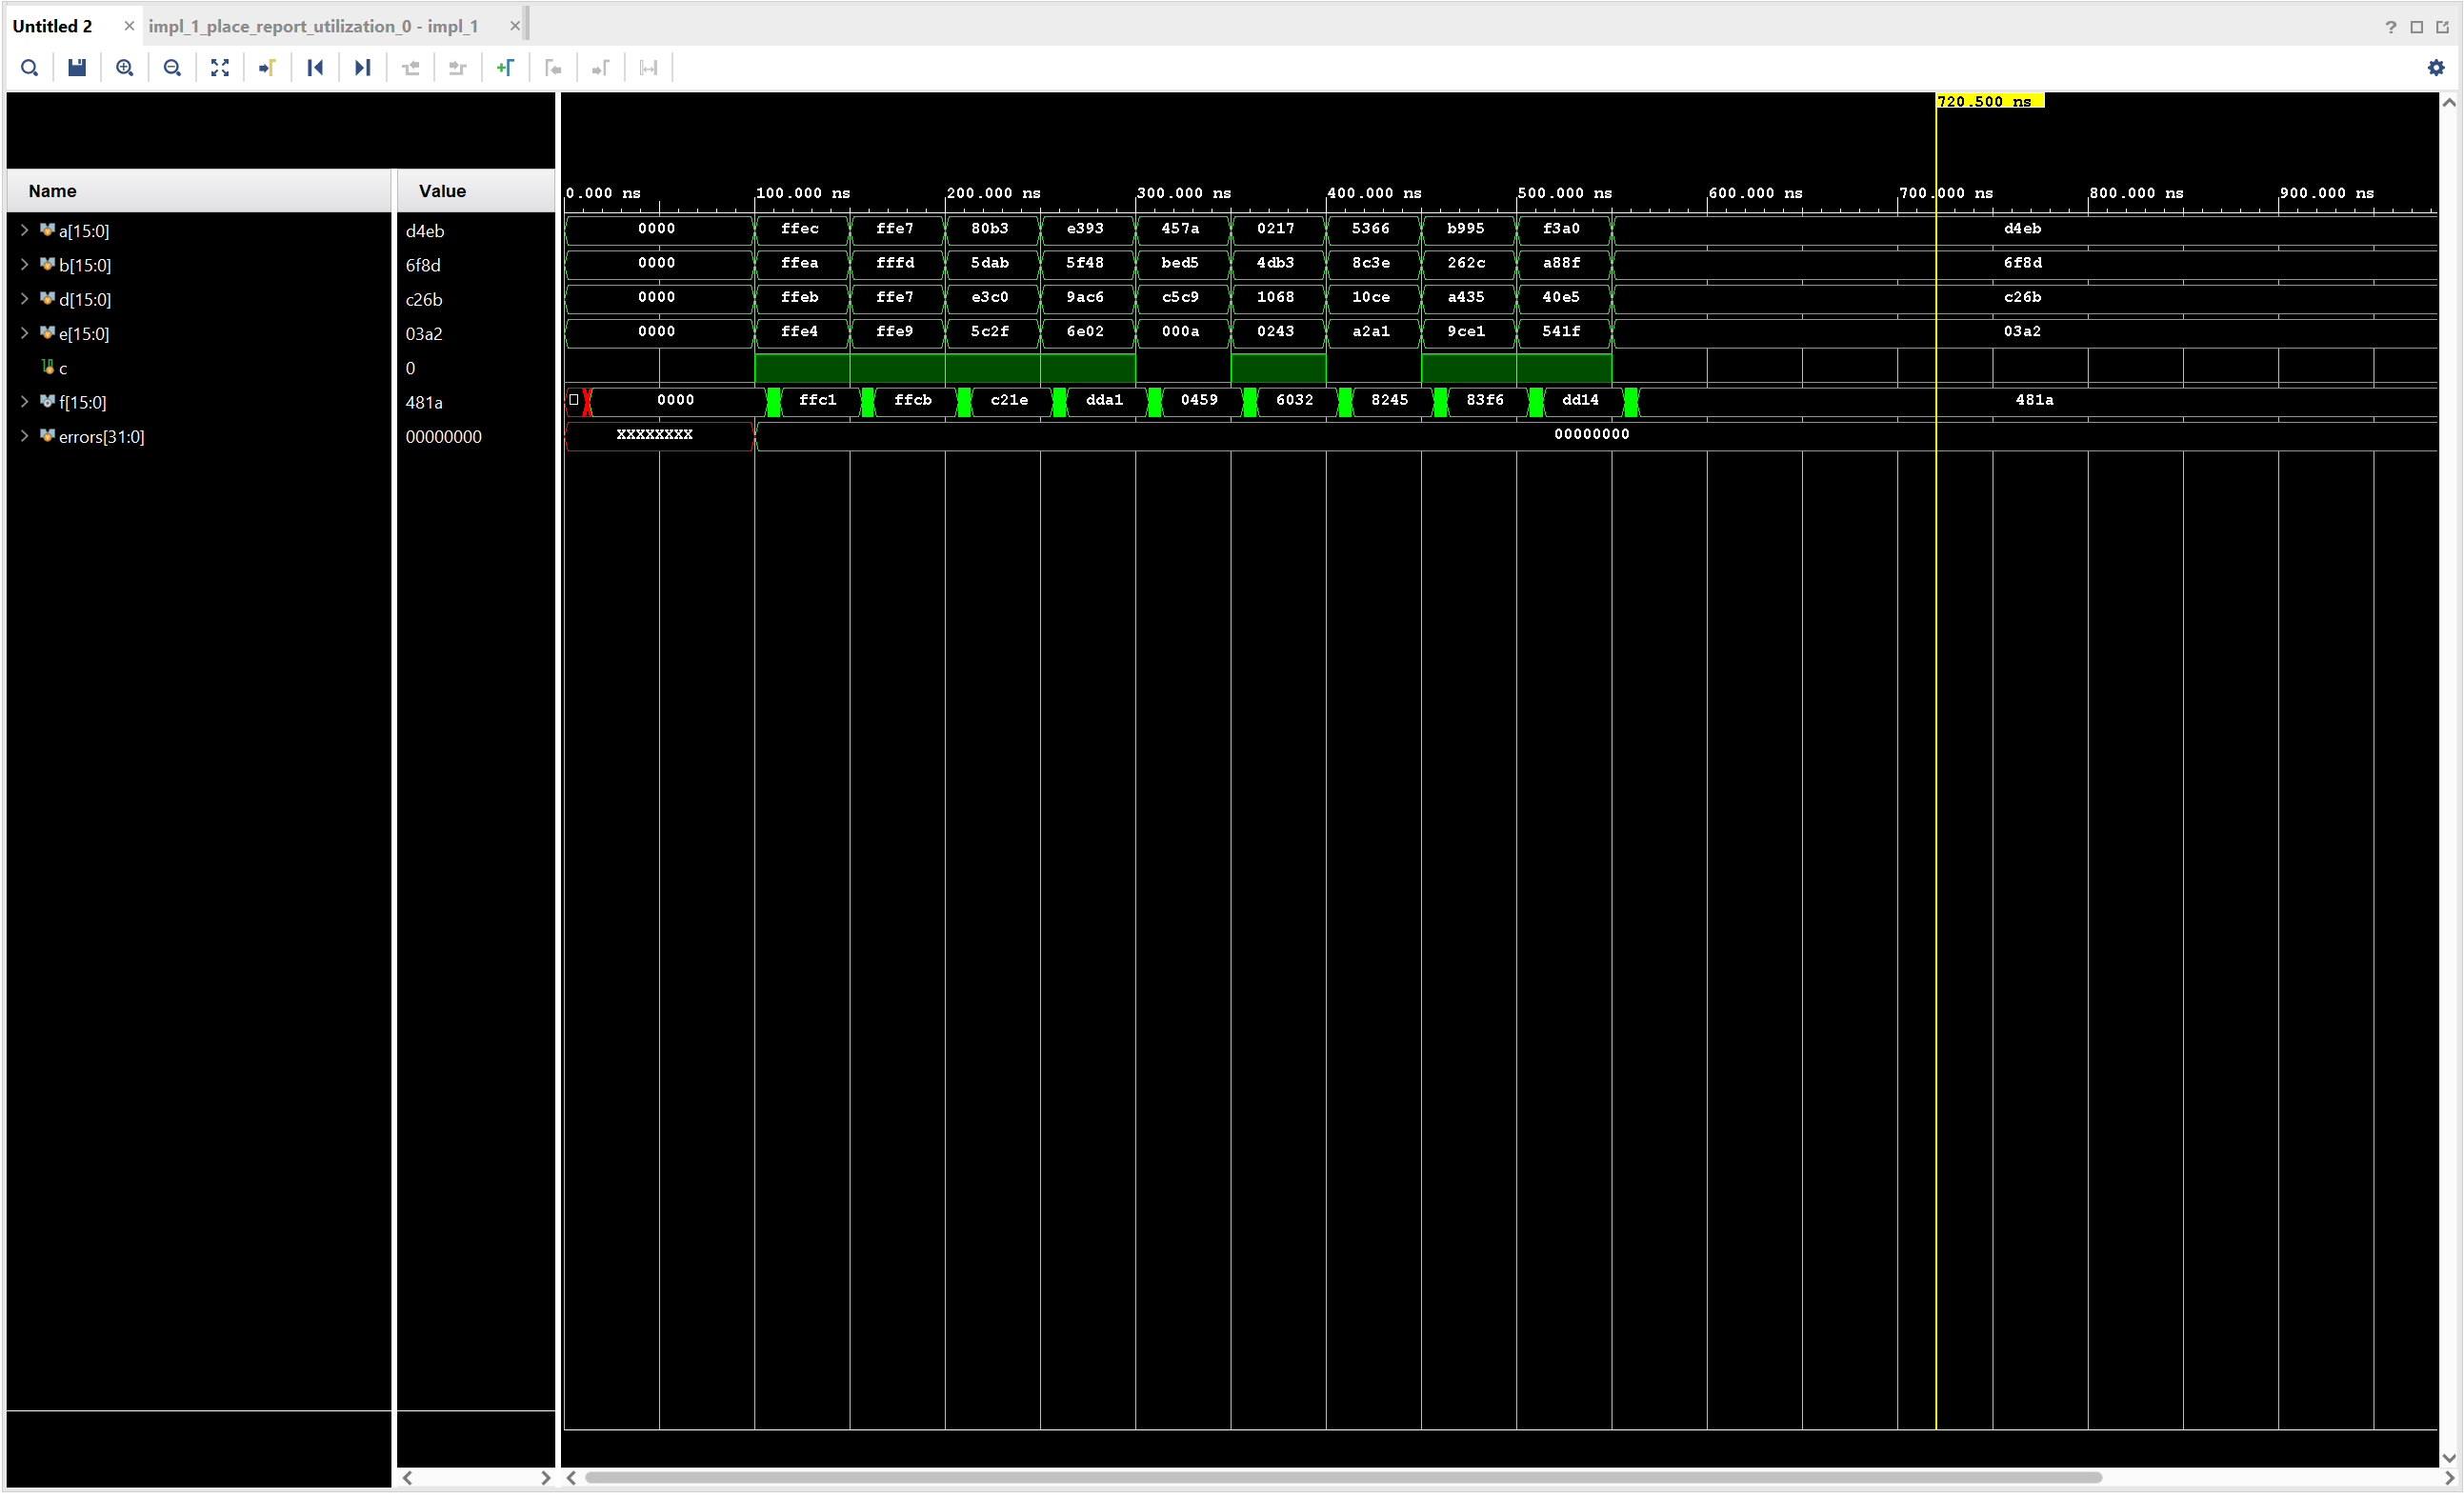 Untitled 2 × impl_1_place_report_utilization_0 - impl_1 × ?
720.500 ns
Name Value 0.000 ns 100.000 ns 200.000 ns 300.000 ns 400.000 ns 500.000 ns 600.000 ns 700.000 ns 800.000 ns 900.000 ns
a[15:0] d4eb 0000 ffec ffe7 80b3 e393 457a 0217 5366 b995 f3a0 d4eb
b[15:0] 6f8d 0000 ffea fffd 5dab 5f48 bed5 4db3 8c3e 262c a88f 6f8d
d[15:0] c26b 0000 ffeb ffe7 e3c0 9ac6 c5c9 1068 10ce a435 40e5 c26b
e[15:0] 03a2 0000 ffe4 ffe9 5c2f 6e02 000a 0243 a2a1 9ce1 541f 03a2
c 0
f[15:0] 481a 0000 ffc1 ffcb c21e dda1 0459 6032 8245 83f6 dd14 481a
errors[31:0] 00000000 XXXXXXXX 00000000